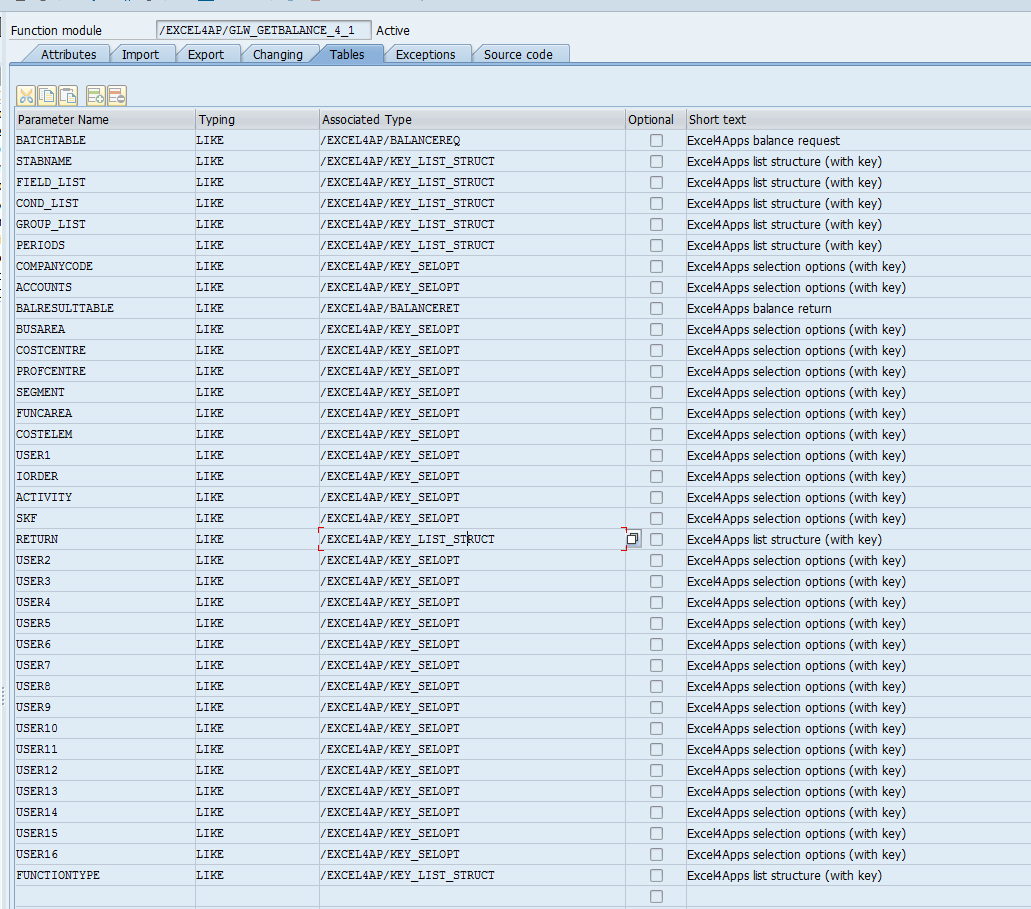 Function module /EXCEL4AP/GLW_GETBALANCE_4_1 Active
Attributes Import Export Changing Tables Exceptions Source code
Parameter Name Typing Associated Type Optional Short text
BATCHTABLE LIKE /EXCEL4AP/BALANCEREQ Excel4Apps balance request
STABNAME LIKE /EXCEL4AP/KEY_LIST_STRUCT Excel4Apps list structure (with key)
FIELD_LIST LIKE /EXCEL4AP/KEY_LIST_STRUCT Excel4Apps list structure (with key)
COND_LIST LIKE /EXCEL4AP/KEY_LIST_STRUCT Excel4Apps list structure (with key)
GROUP_LIST LIKE /EXCEL4AP/KEY_LIST_STRUCT Excel4Apps list structure (with key)
PERIODS LIKE /EXCEL4AP/KEY_LIST_STRUCT Excel4Apps list structure (with key)
COMPANYCODE LIKE /EXCEL4AP/KEY_SELOPT Excel4Apps selection options (with key)
ACCOUNTS LIKE /EXCEL4AP/KEY_SELOPT Excel4Apps selection options (with key)
BALRESULTTABLE LIKE /EXCEL4AP/BALANCERET Excel4Apps balance return
BUSAREA LIKE /EXCEL4AP/KEY_SELOPT Excel4Apps selection options (with key)
COSTCENTRE LIKE /EXCEL4AP/KEY_SELOPT Excel4Apps selection options (with key)
PROFCENTRE LIKE /EXCEL4AP/KEY_SELOPT Excel4Apps selection options (with key)
SEGMENT LIKE /EXCEL4AP/KEY_SELOPT Excel4Apps selection options (with key)
FUNCAREA LIKE /EXCEL4AP/KEY_SELOPT Excel4Apps selection options (with key)
COSTELEM LIKE /EXCEL4AP/KEY_SELOPT Excel4Apps selection options (with key)
USER1 LIKE /EXCEL4AP/KEY_SELOPT Excel4Apps selection options (with key)
IORDER LIKE /EXCEL4AP/KEY_SELOPT Excel4Apps selection options (with key)
ACTIVITY LIKE /EXCEL4AP/KEY_SELOPT Excel4Apps selection options (with key)
SKF LIKE /EXCEL4AP/KEY_SELOPT Excel4Apps selection options (with key)
RETURN LIKE /EXCEL4AP/KEY_LIST_STRUCT Excel4Apps list structure (with key)
USER2 LIKE /EXCEL4AP/KEY_SELOPT Excel4Apps selection options (with key)
USER3 LIKE /EXCEL4AP/KEY_SELOPT Excel4Apps selection options (with key)
USER4 LIKE /EXCEL4AP/KEY_SELOPT Excel4Apps selection options (with key)
USER5 LIKE /EXCEL4AP/KEY_SELOPT Excel4Apps selection options (with key)
USER6 LIKE /EXCEL4AP/KEY_SELOPT Excel4Apps selection options (with key)
USER7 LIKE /EXCEL4AP/KEY_SELOPT Excel4Apps selection options (with key)
USER8 LIKE /EXCEL4AP/KEY_SELOPT Excel4Apps selection options (with key)
USER9 LIKE /EXCEL4AP/KEY_SELOPT Excel4Apps selection options (with key)
USER10 LIKE /EXCEL4AP/KEY_SELOPT Excel4Apps selection options (with key)
USER11 LIKE /EXCEL4AP/KEY_SELOPT Excel4Apps selection options (with key)
USER12 LIKE /EXCEL4AP/KEY_SELOPT Excel4Apps selection options (with key)
USER13 LIKE /EXCEL4AP/KEY_SELOPT Excel4Apps selection options (with key)
USER14 LIKE /EXCEL4AP/KEY_SELOPT Excel4Apps selection options (with key)
USER15 LIKE /EXCEL4AP/KEY_SELOPT Excel4Apps selection options (with key)
USER16 LIKE /EXCEL4AP/KEY_SELOPT Excel4Apps selection options (with key)
FUNCTIONTYPE LIKE /EXCEL4AP/KEY_LIST_STRUCT Excel4Apps list structure (with key)